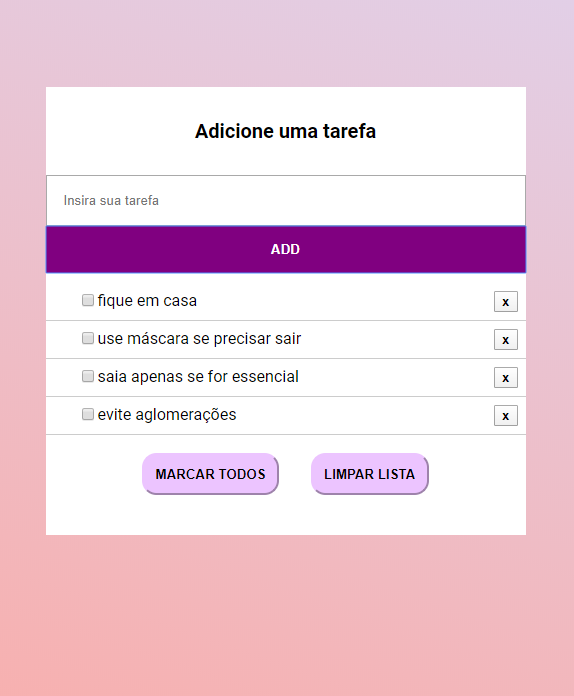 Adicione uma tarefa
Insira sua tarefa
ADD
fique em casa x
use máscara se precisar sair x
saia apenas se for essencial x
evite aglomerações x
MARCAR TODOS LIMPAR LISTA